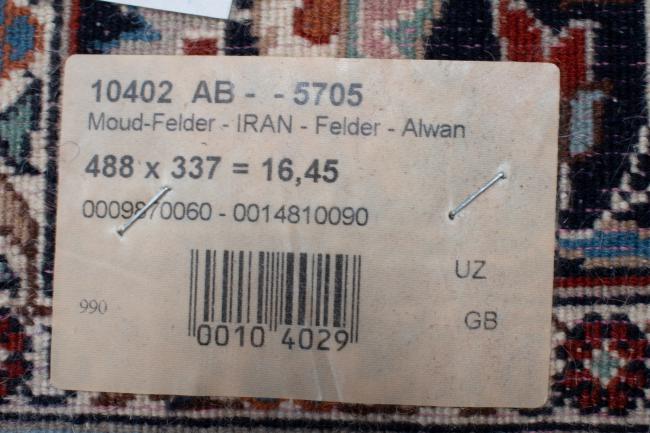 10402 AB - - 5705
Moud-Felder - IRAN - Felder - Alwan
488 x 337 = 16,45
0009870060 - 0014810090
UZ
990
0010 4029
GB